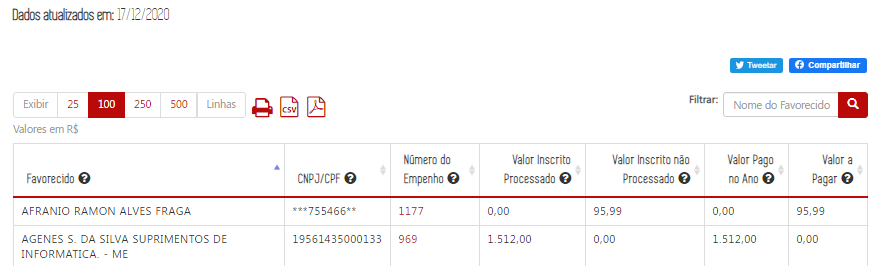 Dados atualizados em: 17/12/2020
Tweetar Compartilhar
Exibir 25 100 250 500 Linhas CSV Filtrar: Nome do Favorecido
Valores em R$
Favorecido CNPJ/CPF Número do Empenho Valor Inscrito Processado Valor Inscrito não Processado Valor Pago no Ano Valor a Pagar
AFRANIO RAMON ALVES FRAGA ***755466** 1177 0,00 95,99 0,00 95,99
AGENES S. DA SILVA SUPRIMENTOS DE 19561435000133 969 1.512,00 0,00 1.512,00 0,00
INFORMATICA. - ME